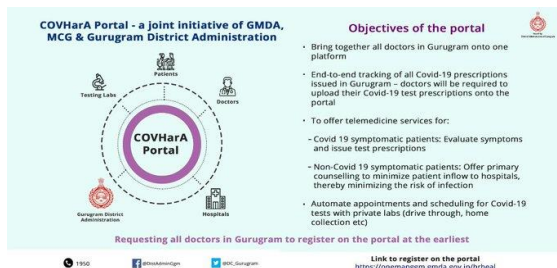 COVHarA Portal - a joint initiative of GMDA,
MCG & Gurugram District Administration
Patients
Testing Labs
Doctors
COVHarA
Portal
Gurugram District
Administration
Hospitals
Objectives of the portal
• Bring together all doctors in Gurugram onto one
platform
• End-to-end tracking of all Covid-19 prescriptions
issued in Gurugram – doctors will be required to
upload their Covid-19 test prescriptions onto the
portal
• To offer telemedicine services for:
– Covid 19 symptomatic patients: Evaluate symptoms
and issue test prescriptions
– Non-Covid 19 symptomatic patients: Offer primary
counselling to minimize patient inflow to hospitals,
thereby minimizing the risk of infection
• Automate appointments and scheduling for Covid-19
tests with private labs (drive through, home
collection etc)
Requesting all doctors in Gurugram to register on the portal at the earliest
1950
@DistAdminGgm
@DC_Gurugram
Link to register on the portal